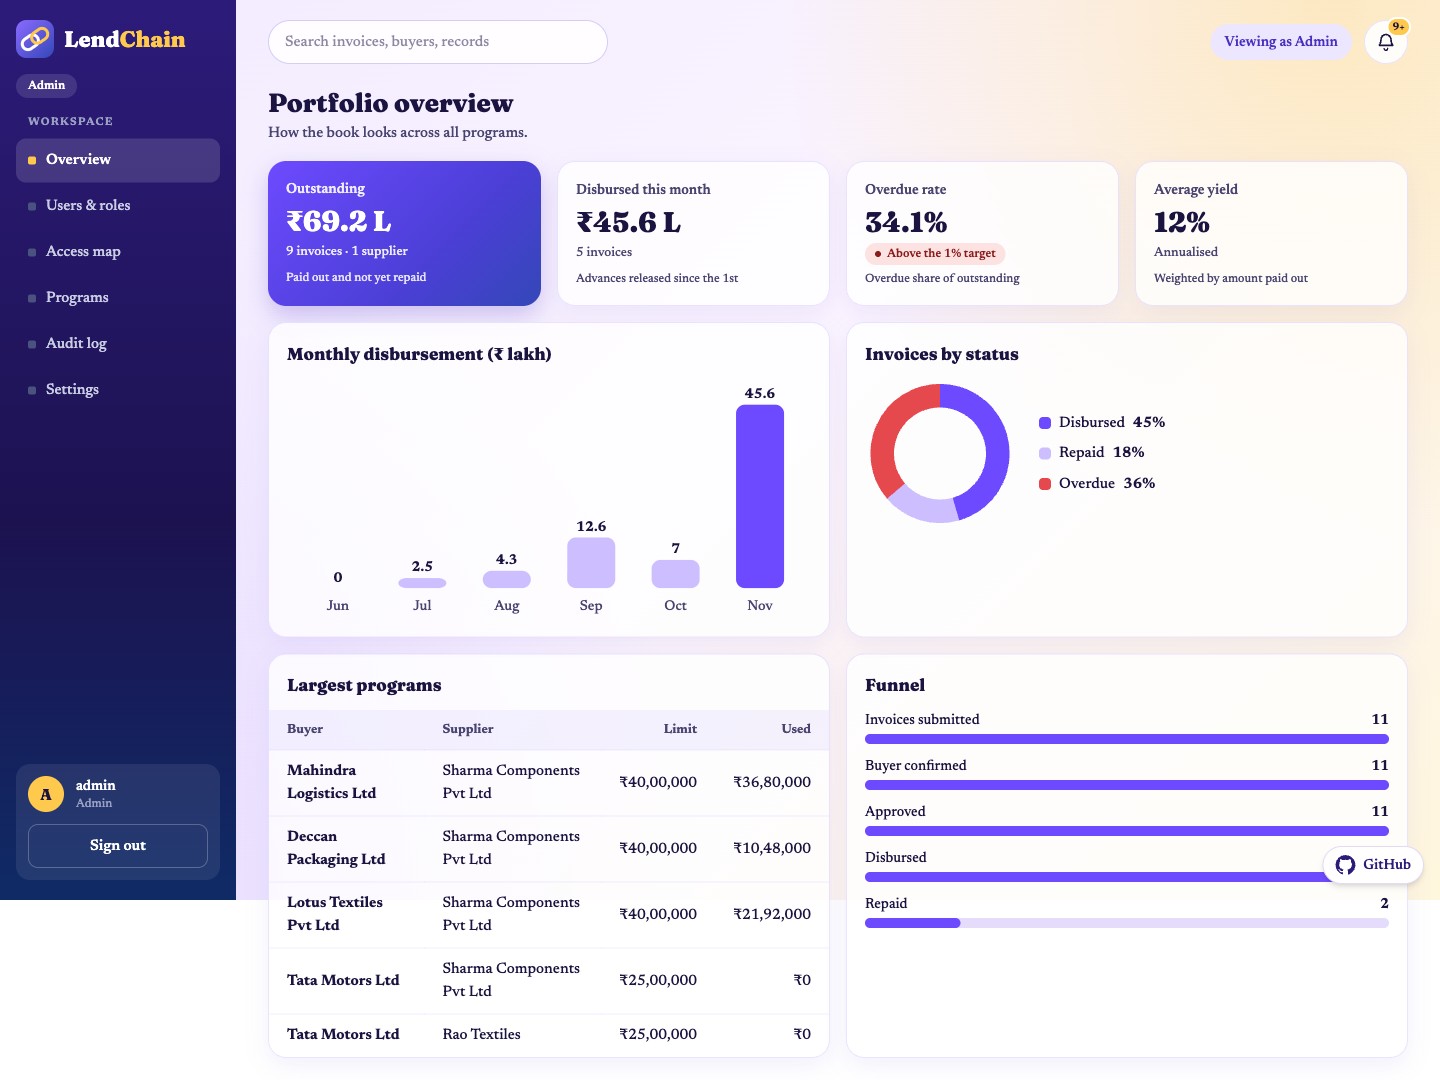 LendChain
Admin
WORKSPACE
Overview
Users & roles
Access map
Programs
Audit log
Settings
A
admin
Admin
Sign out
Search invoices, buyers, records
Viewing as Admin
9+
Portfolio overview
How the book looks across all programs.
Outstanding
₹69.2 L
9 invoices · 1 supplier
Paid out and not yet repaid
Disbursed this month
₹45.6 L
5 invoices
Advances released since the 1st
Overdue rate
34.1%
Above the 1% target
Overdue share of outstanding
Average yield
12%
Annualised
Weighted by amount paid out
Monthly disbursement (₹ lakh)
0
2.5
4.3
12.6
7
45.6
Jun
Jul
Aug
Sep
Oct
Nov
Invoices by status
Disbursed 45%
Repaid 18%
Overdue 36%
Largest programs
Buyer Supplier Limit Used
Mahindra Logistics Ltd Sharma Components Pvt Ltd ₹40,00,000 ₹36,80,000
Deccan Packaging Ltd Sharma Components Pvt Ltd ₹40,00,000 ₹10,48,000
Lotus Textiles Pvt Ltd Sharma Components Pvt Ltd ₹40,00,000 ₹21,92,000
Tata Motors Ltd Sharma Components Pvt Ltd ₹25,00,000 ₹0
Tata Motors Ltd Rao Textiles ₹25,00,000 ₹0
Funnel
Invoices submitted 11
Buyer confirmed 11
Approved 11
Disbursed
Repaid 2
GitHub